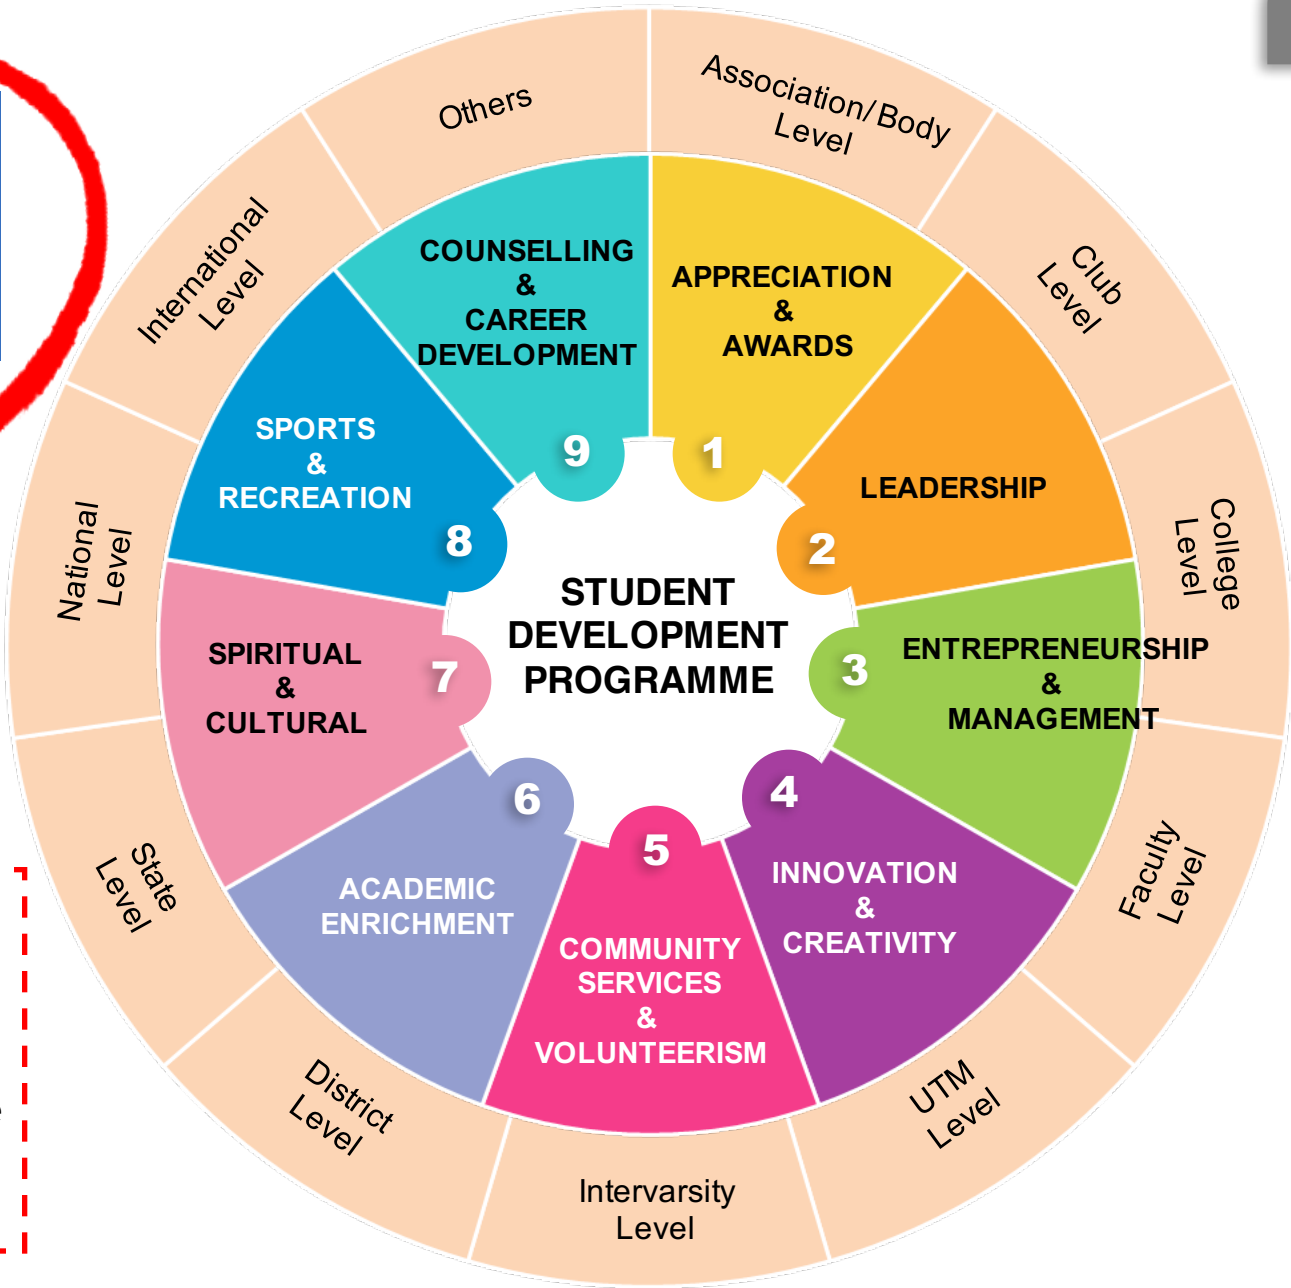 Others
Association/Body
Level
Club
Level
College
Level
Faculty
Level
UTM
Level
Intervarsity
Level
District
Level
State
Level
National
Level
International
Level
APPRECIATION
&
AWARDS
1
LEADERSHIP
2
ENTREPRENEURSHIP
&
MANAGEMENT
3
INNOVATION
&
CREATIVITY
4
COMMUNITY
SERVICES
&
VOLUNTEERISM
5
ACADEMIC
ENRICHMENT
6
SPIRITUAL
&
CULTURAL
7
SPORTS
&
RECREATION
8
COUNSELLING
&
CAREER
DEVELOPMENT
9
STUDENT
DEVELOPMENT
PROGRAMME